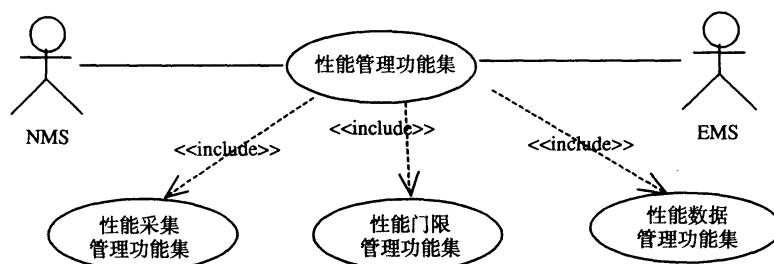 性能管理功能集
NMS
EMS
<<include>>
<<include>>
<<include>>
性能采集
管理功能集
性能门限
管理功能集
性能数据
管理功能集